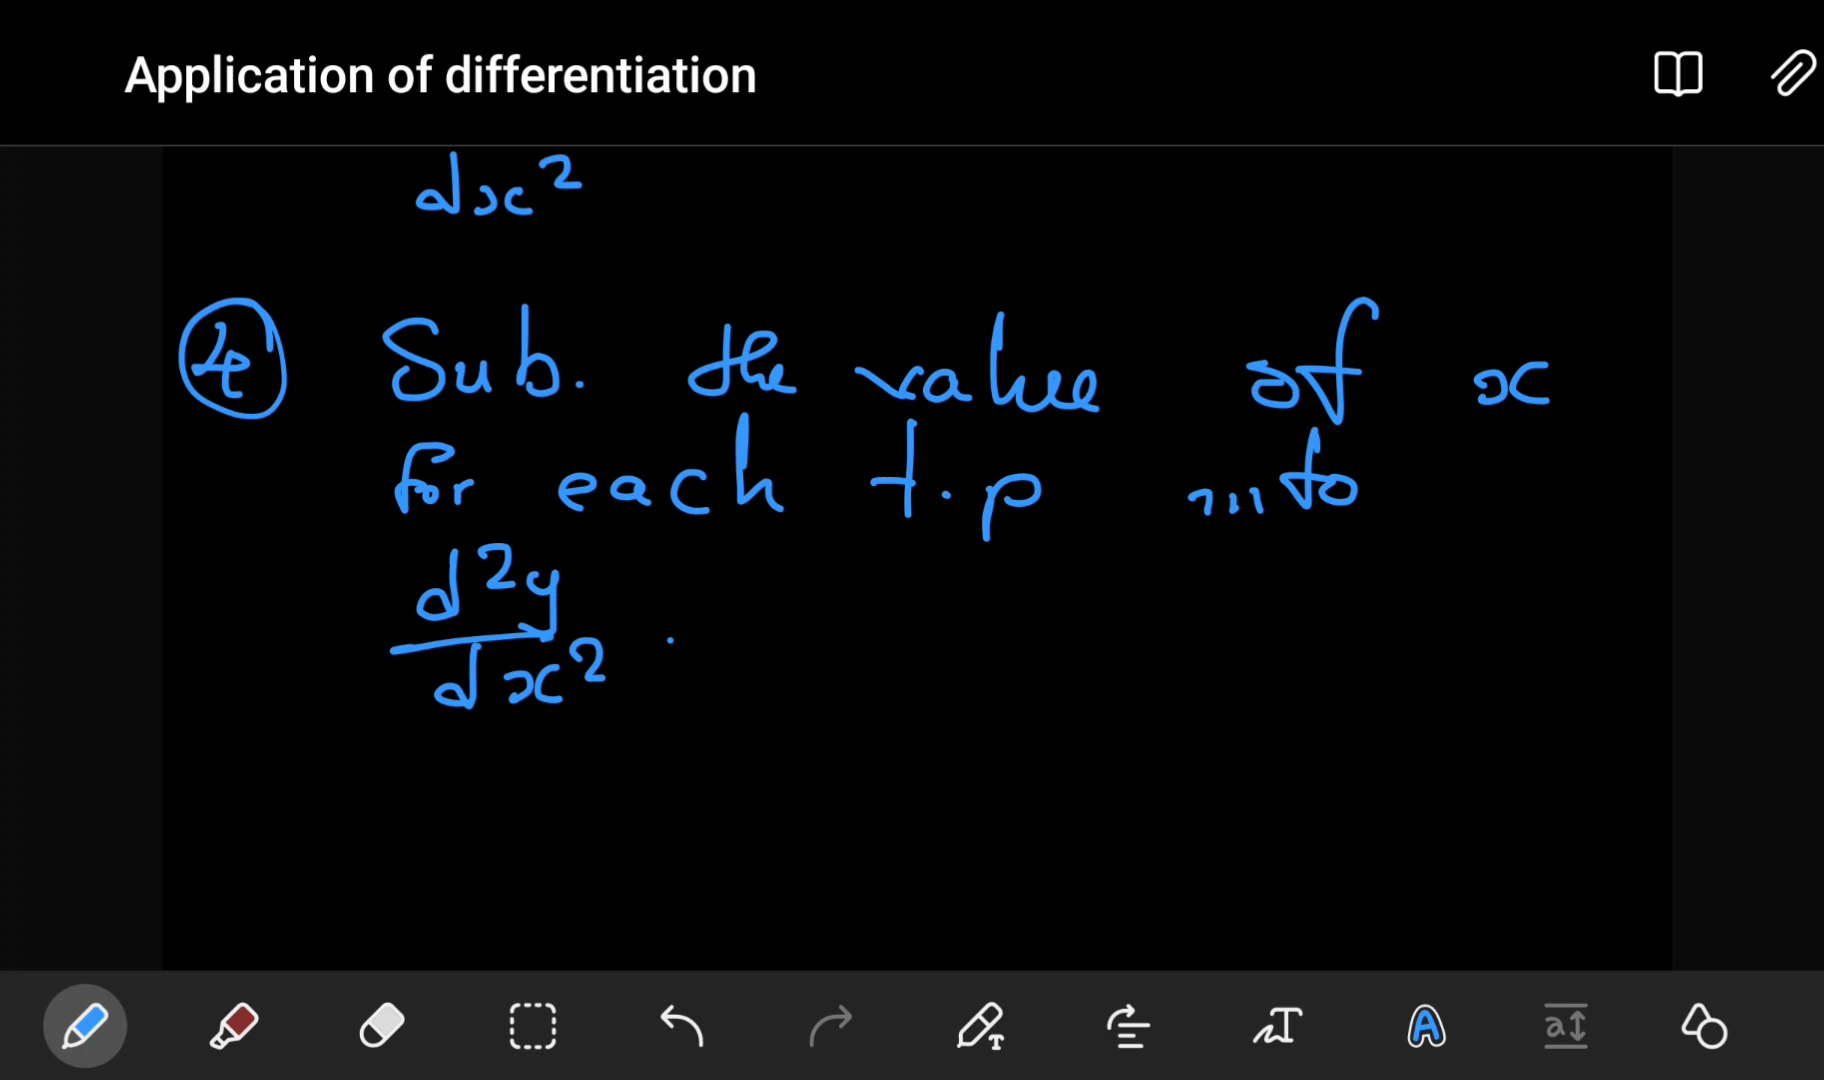 Application of differentiation
dx²
④ Sub. the value of x
for each t.p into
d²y
dx²